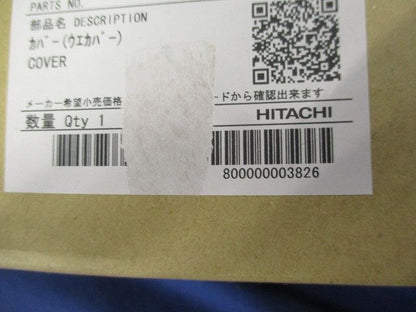 PARTS NO.
部品名 DESCRIPTION
ｶﾊﾞｰ(ｳｴｶﾊﾞｰ)
COVER
メーカー希望小売価格 ードから確認出来ます
数量 Qty 1 HITACHI
800000003826